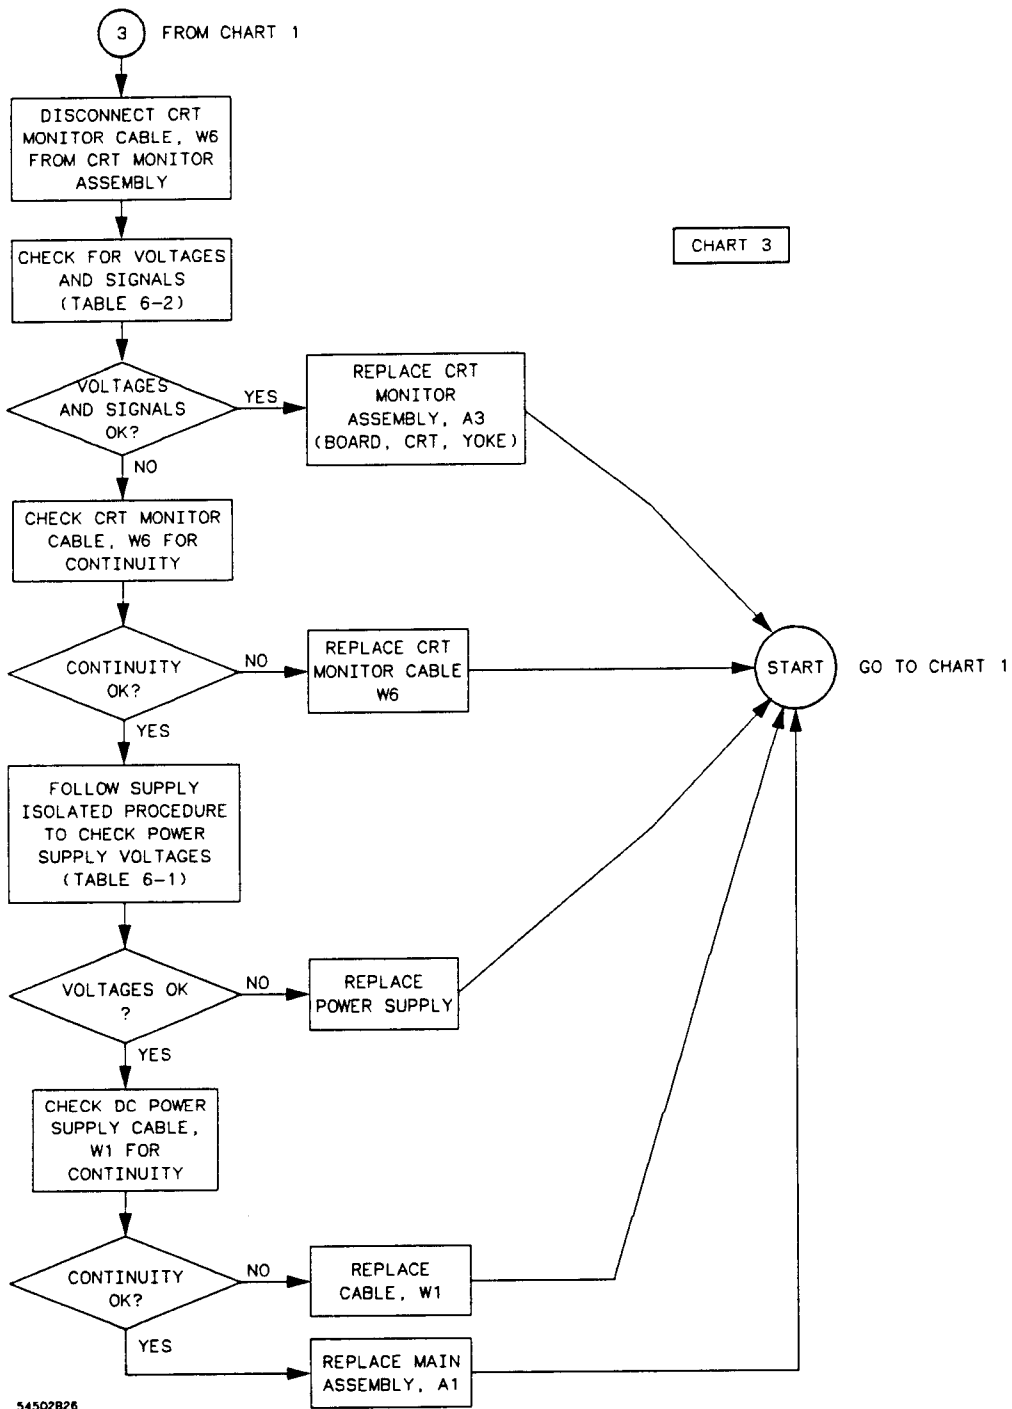 3 FROM CHART 1
DISCONNECT CRT
MONITOR CABLE, W6
FROM CRT MONITOR
ASSEMBLY
CHART 3
CHECK FOR VOLTAGES
AND SIGNALS
(TABLE 6-2)
VOLTAGES
AND SIGNALS
OK?
YES
REPLACE CRT
MONITOR
ASSEMBLY, A3
(BOARD, CRT, YOKE)
NO
CHECK CRT MONITOR
CABLE, W6 FOR
CONTINUITY
CONTINUITY
OK?
NO
REPLACE CRT
MONITOR CABLE
W6
START GO TO CHART 1
YES
FOLLOW SUPPLY
ISOLATED PROCEDURE
TO CHECK POWER
SUPPLY VOLTAGES
(TABLE 6-1)
VOLTAGES OK
?
NO
REPLACE
POWER SUPPLY
YES
CHECK DC POWER
SUPPLY CABLE,
W1 FOR
CONTINUITY
CONTINUITY
OK?
NO
REPLACE
CABLE, W1
YES
REPLACE MAIN
ASSEMBLY, A1
54502B26